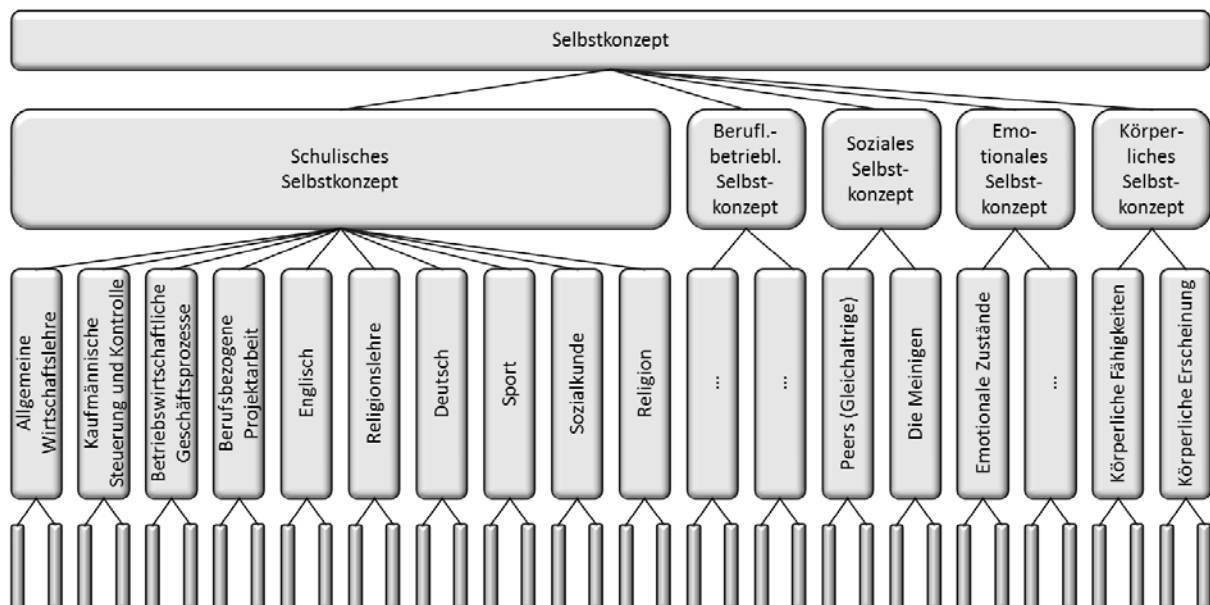 Selbstkonzept
Schulisches
Selbstkonzept
Berufl.-
betriebl.
Selbst-
konzept
Soziales
Selbst-
konzept
Emo-
tionales
Selbst-
konzept
Körper-
liches
Selbst-
konzept
Allgemeine
Wirtschaftslehre
Kaufmännische
Steuerung und Kontrolle
Betriebswirtschaftliche
Geschäftsprozesse
Berufsbezogene
Projektarbeit
Englisch
Religionslehre
Deutsch
Sport
Sozialkunde
Religion
...
...
Peers (Gleichaltrige)
Die Meinigen
Emotionale Zustände
...
Körperliche Fähigkeiten
Körperliche Erscheinung